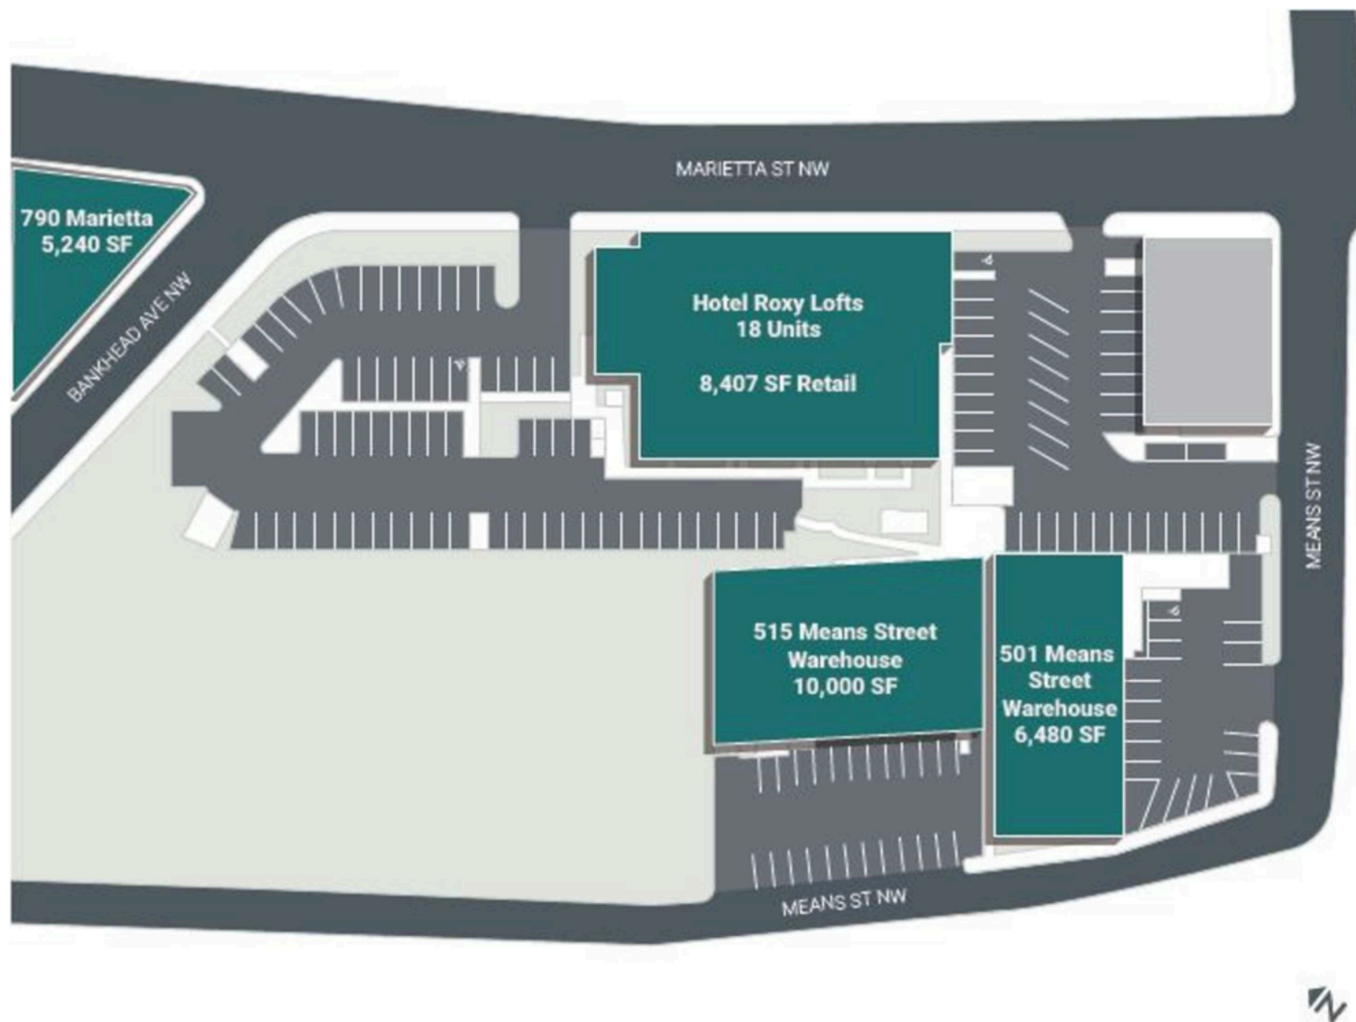 MARIETTA ST NW
790 Marietta
5,240 SF
BANKHEAD AVE NW
Hotel Roxy Lofts
18 Units
8,407 SF Retail
MEANS ST NW
515 Means Street
Warehouse
10,000 SF
501 Means
Street
Warehouse
6,480 SF
MEANS ST NW
N